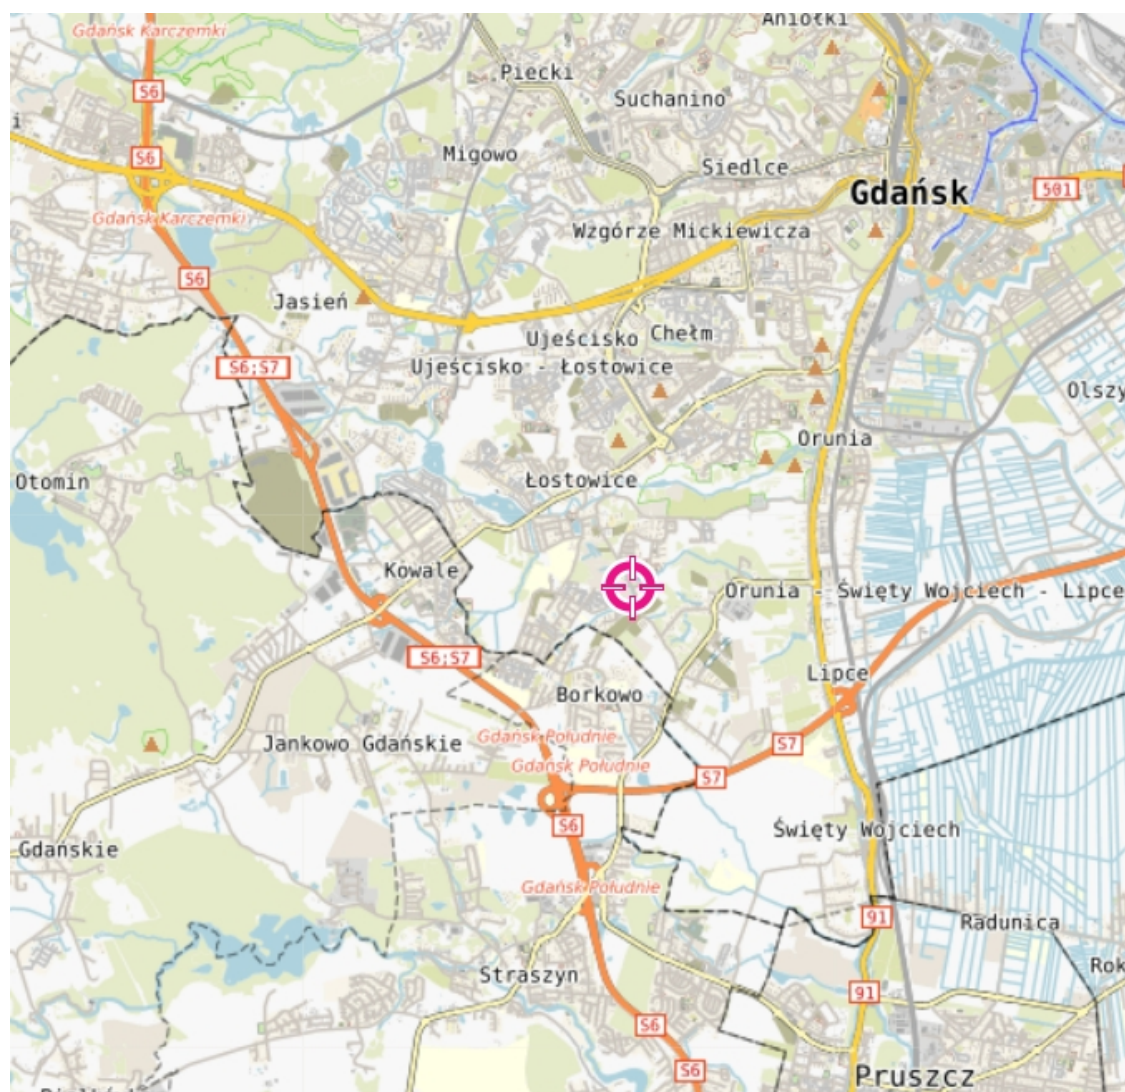 Aniołki
Gdańsk Karczemki
Piecki
S6
Suchanino
i
Migowo
S6
Siedlce
501
Gdańsk
Gdańsk Karczemki
Wzgórze Mickiewicza
S6
Jasień
Ujeścisko
Chełm
S6;S7
Ujeścisko - Łostowice
Olszy
Orunia
Otomin
Łostowice
Kowale
Orunia - Święty Wojciech - Lipce
S6;S7
Lipce
Borkowo
Jankowo Gdańskie
Gdańsk Południe
S7
Gdańsk Południe
S7
S6
Święty Wojciech
Gdańskie
Gdańsk Południe
91
Radunica
Straszyn
Rok
91
S6
S6
Pruszcz